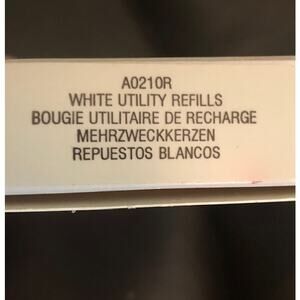 A0210R
WHITE UTILITY REFILLS
BOUGIE UTILITAIRE DE RECHARGE
MEHRZWECKKERZEN
REPUESTOS BLANCOS